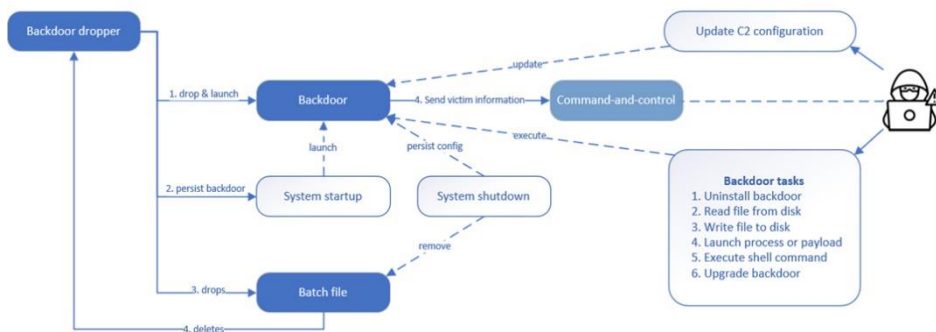 Backdoor dropper
Update C2 configuration
update
1. drop & launch
Backdoor
4. Send victim information
Command-and-control
execute
launch
persist config
2. persist backdoor
System startup
System shutdown
Backdoor tasks
1. Uninstall backdoor
2. Read file from disk
3. Write file to disk
4. Launch process or payload
5. Execute shell command
6. Upgrade backdoor
remove
3. drops
Batch file
4. deletes